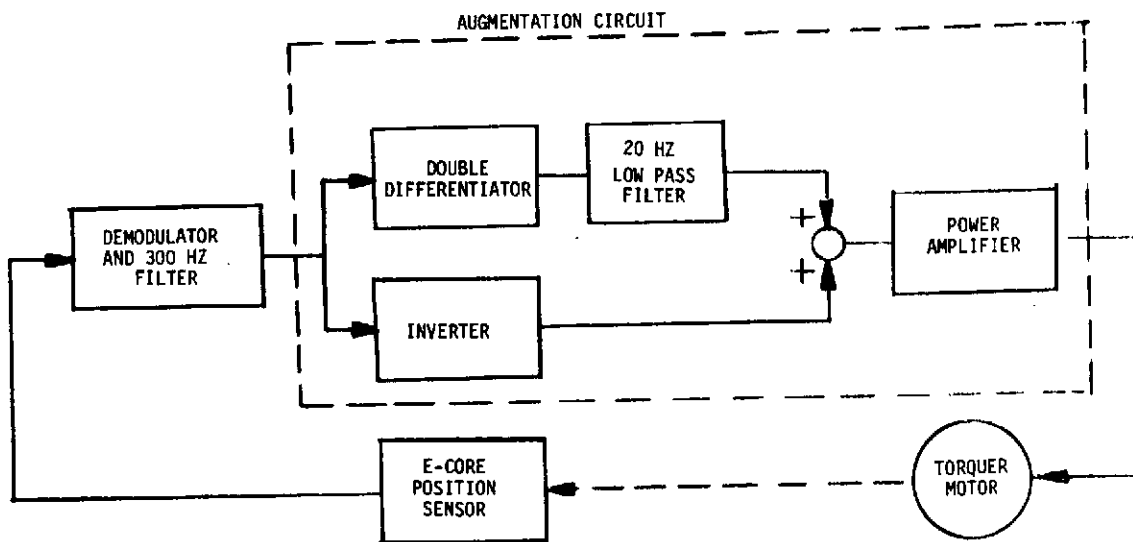 AUGMENTATION CIRCUIT
DOUBLE
DIFFERENTIATOR
20 HZ
LOW PASS
FILTER
+
+
POWER
AMPLIFIER
DEMODULATOR
AND 300 HZ
FILTER
INVERTER
E-CORE
POSITION
SENSOR
TORQUER
MOTOR